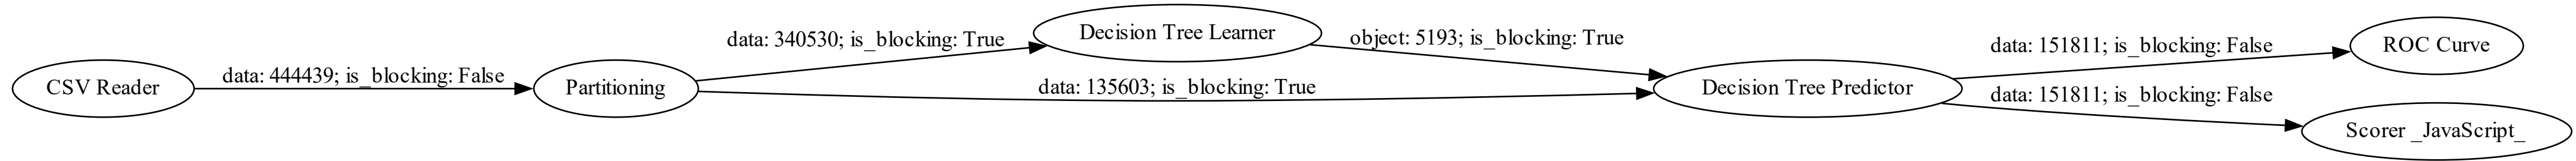 CSV Reader
data: 444439; is_blocking: False
Partitioning
data: 340530; is_blocking: True
data: 135603; is_blocking: True
Decision Tree Learner
object: 5193; is_blocking: True
Decision Tree Predictor
data: 151811; is_blocking: False
data: 151811; is_blocking: False
ROC Curve
Scorer _JavaScript_